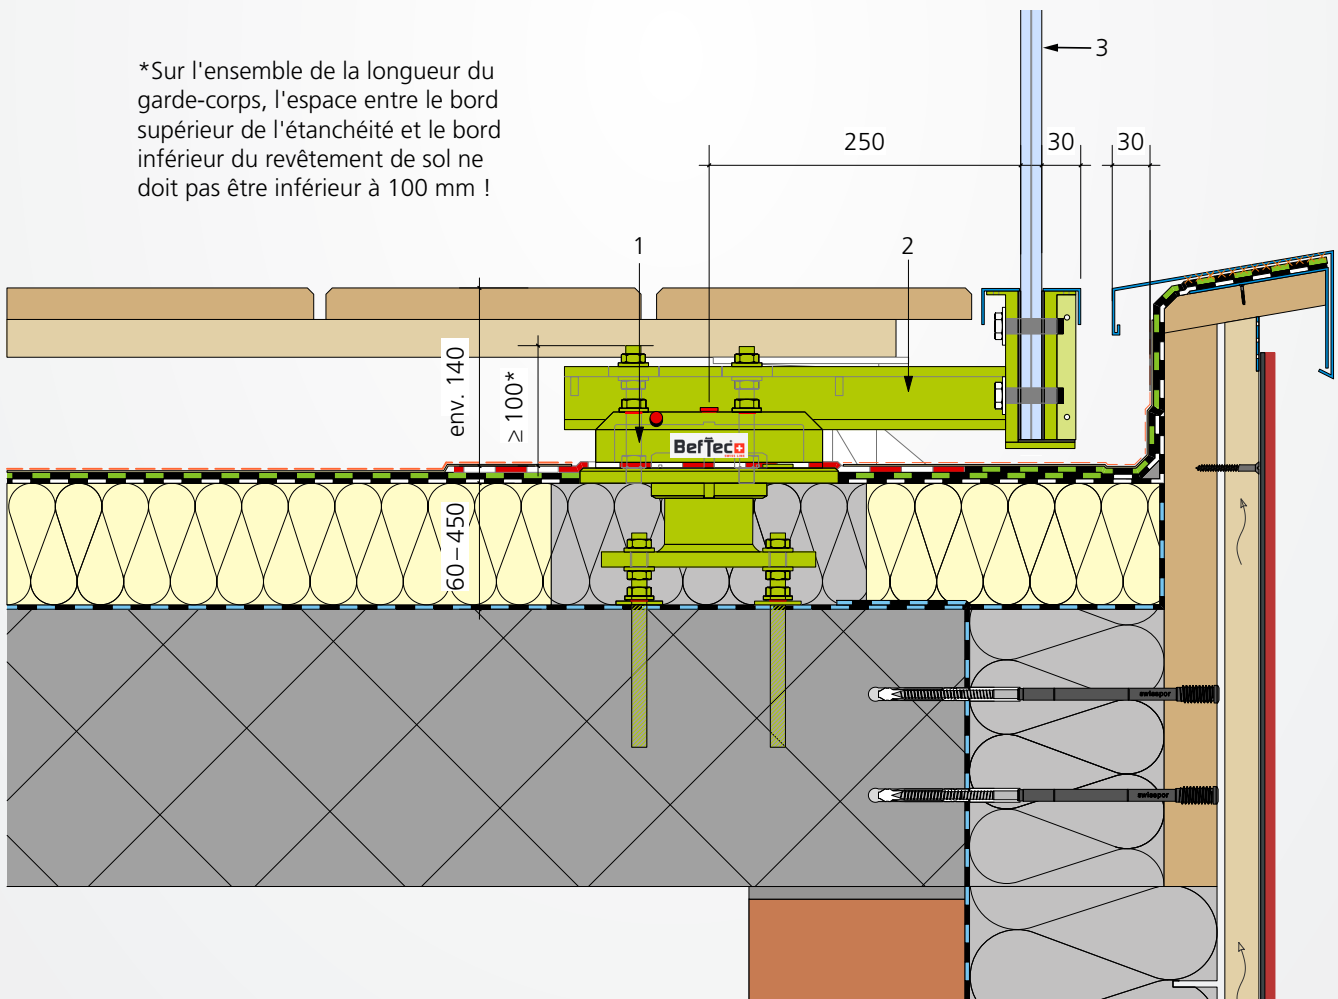 *Sur l'ensemble de la longueur du
garde-corps, l'espace entre le bord
supérieur de l'étanchéité et le bord
inférieur du revêtement de sol ne
doit pas être inférieur à 100 mm !
3
250
30
30
1
2
env. 140
≥ 100*
BefTec
60–450
swisspor
swisspor